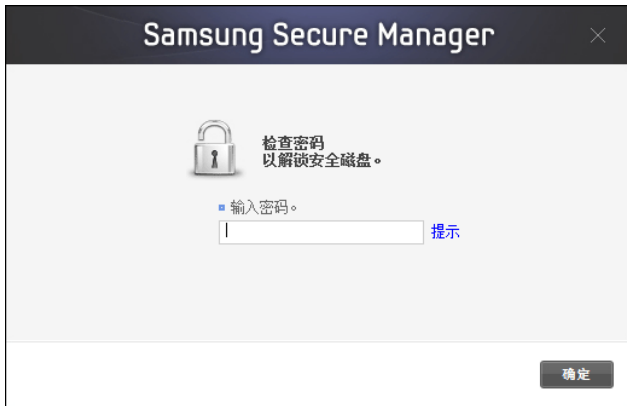 Samsung Secure Manager
检查密码
以解锁安全磁盘。
输入密码。
提示
确定